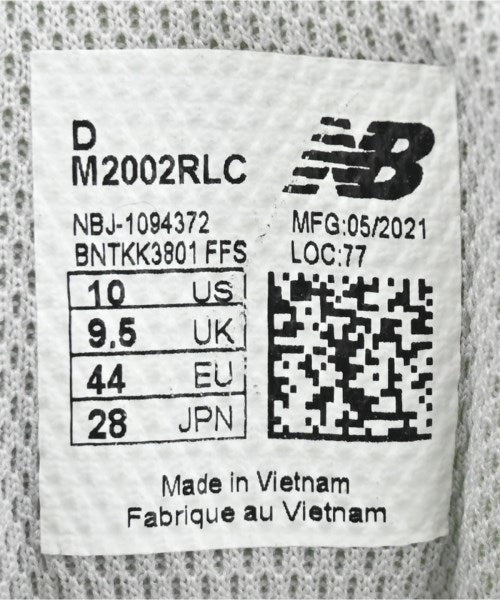 D
M2002RLC
NB
NBJ-1094372
BNTKK3801 FFS
MFG:05/2021
LOC:77
10 US
9.5 UK
44 EU
28 JPN
Made in Vietnam
Fabrique au Vietnam